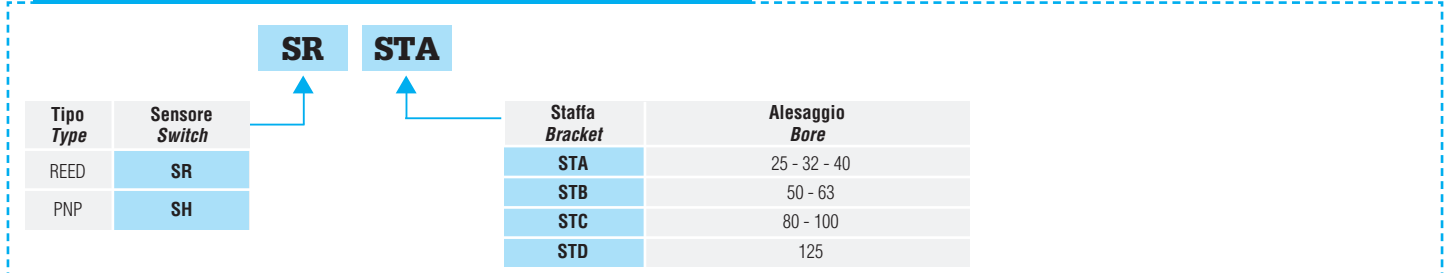 SR STA
Tipo Sensore
Type Switch
REED SR
PNP SH
Staffa Alesaggio
Bracket Bore
STA 25 - 32 - 40
STB 50 - 63
STC 80 - 100
STD 125